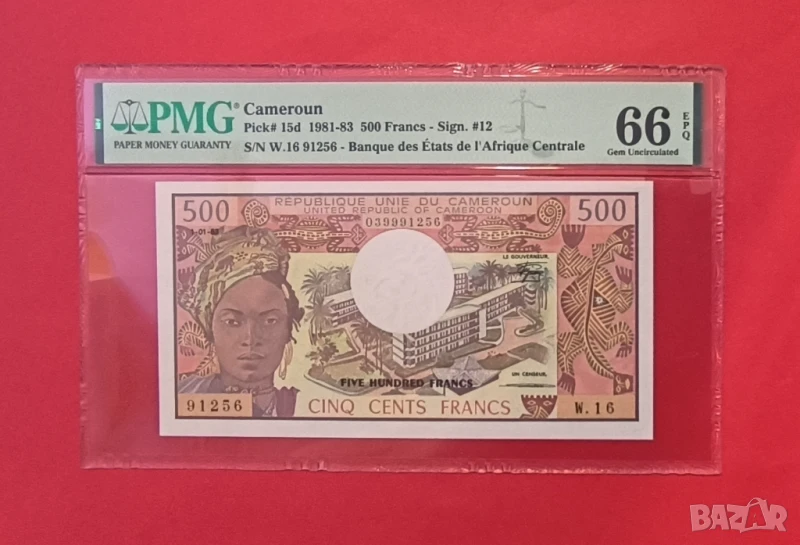 PMG
PAPER MONEY GUARANTY
Cameroun
Pick# 15d 1981-83 500 Francs - Sign. #12
S/N W.16 91256 - Banque des États de l'Afrique Centrale
66 EPQ
Gem Uncirculated
500
RÉPUBLIQUE UNIE DU CAMEROUN
UNITED REPUBLIC OF CAMEROON
500
039991256
LE GOUVERNEUR,
UN CENSEUR,
FIVE HUNDRED FRANCS
CINQ CENTS FRANCS
91256
W.16
BAZAR